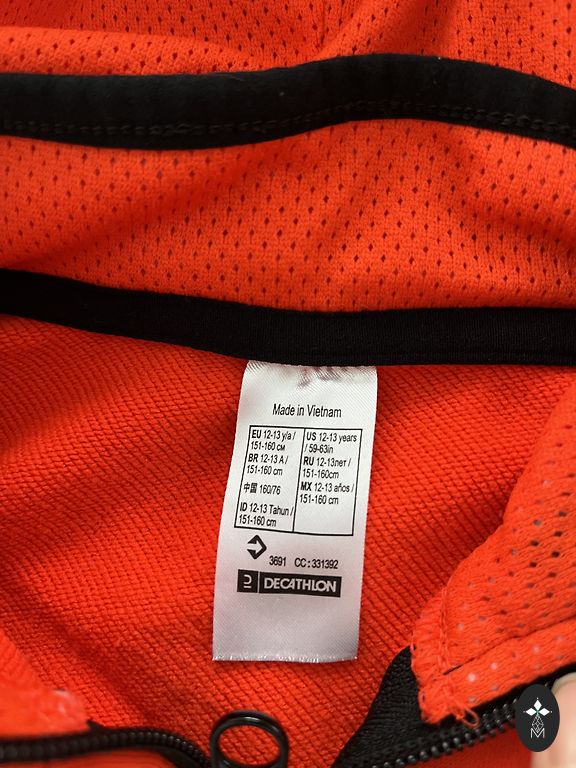 Made in Vietnam
EU 12-13 y/a /
151-160 см
BR 12-13 A /
151-160 cm
中国 160/76
ID 12-13 Tahun /
151-160 cm
US 12-13 years
/ 59-63in
RU 12-13лет /
151-160cm
MX 12-13 años /
151-160 cm
3691 CC:331392
DECATHLON